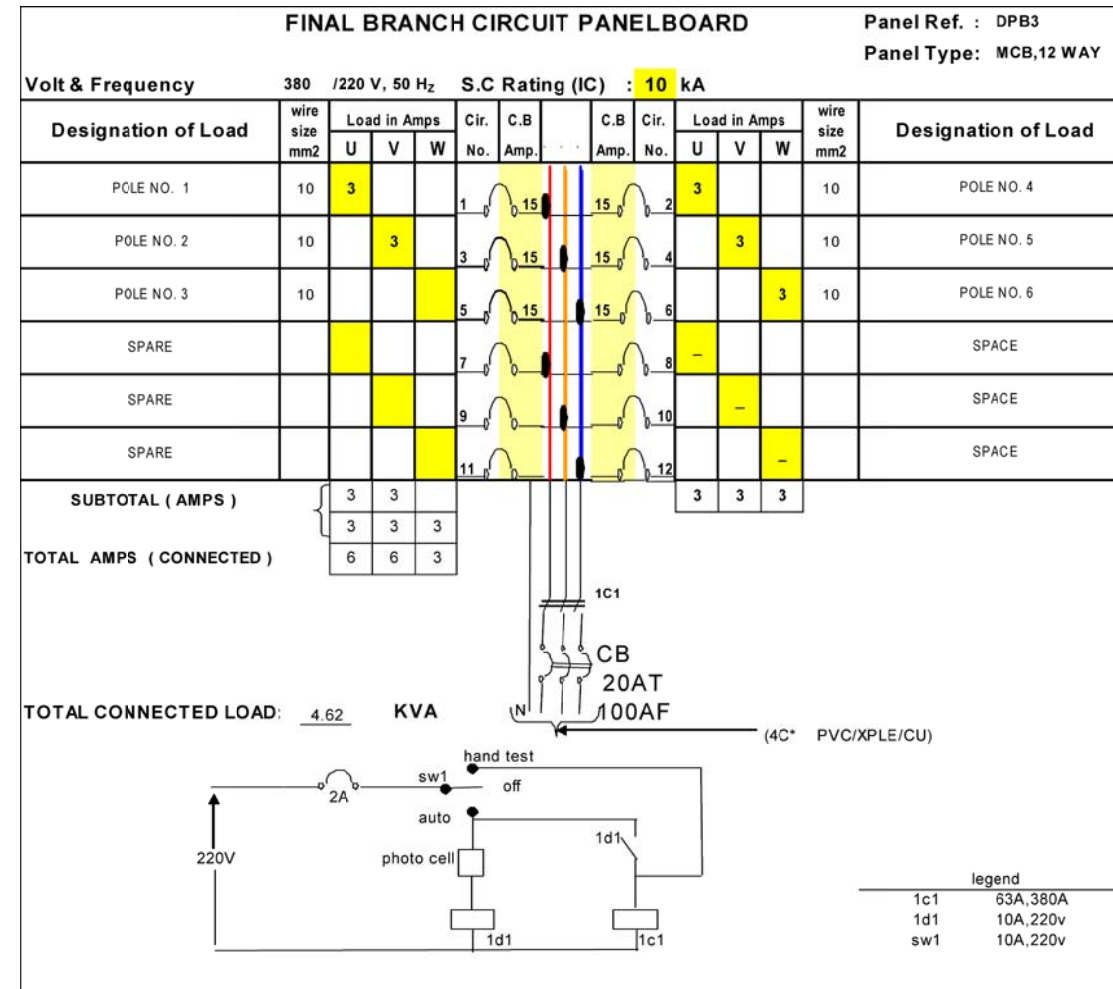 FINAL BRANCH CIRCUIT PANELBOARD
Panel Ref. : DPB3
Panel Type: MCB,12 WAY
Volt & Frequency 380 /220 V, 50 Hz S.C Rating (IC) : 10 kA
Designation of Load wire size mm2 Load in Amps U V W Cir. No. C.B Amp. C.B Amp. Cir. No. Load in Amps U V W wire size mm2 Designation of Load
POLE NO. 1 10 3 1 15 15 2 3 10 POLE NO. 4
POLE NO. 2 10 3 3 15 15 4 3 10 POLE NO. 5
POLE NO. 3 10 5 15 15 6 3 10 POLE NO. 6
SPARE 7 8 – SPACE
SPARE 9 10 – SPACE
SPARE 11 12 – SPACE
SUBTOTAL ( AMPS ) 3 3 3 3 3
3 3 3
TOTAL AMPS ( CONNECTED ) 6 6 3
1C1
CB
20AT
100AF
N
TOTAL CONNECTED LOAD: 4.62 KVA
(4C* PVC/XPLE/CU)
hand test
sw1
off
2A
auto
1d1
220V
photo cell
1d1
1c1
legend
1c1 63A,380A
1d1 10A,220v
sw1 10A,220v